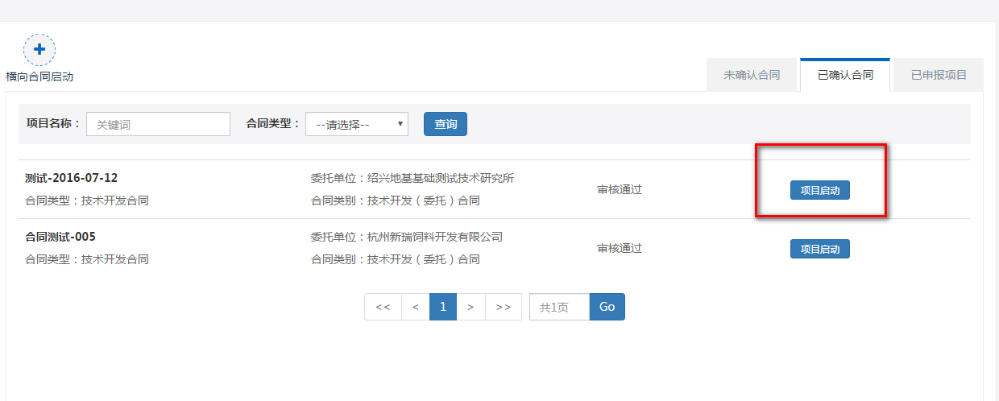 横向合同启动
未确认合同 已确认合同 已申报项目
项目名称： 关键词 合同类型： --请选择-- 查询
测试-2016-07-12 委托单位：绍兴地基基础测试技术研究所
合同类型：技术开发合同 合同类别：技术开发（委托）合同
审核通过 项目启动
合同测试-005 委托单位：杭州新瑞饲料开发有限公司
合同类型：技术开发合同 合同类别：技术开发（委托）合同
审核通过 项目启动
<< < 1 > >> 共1页 Go